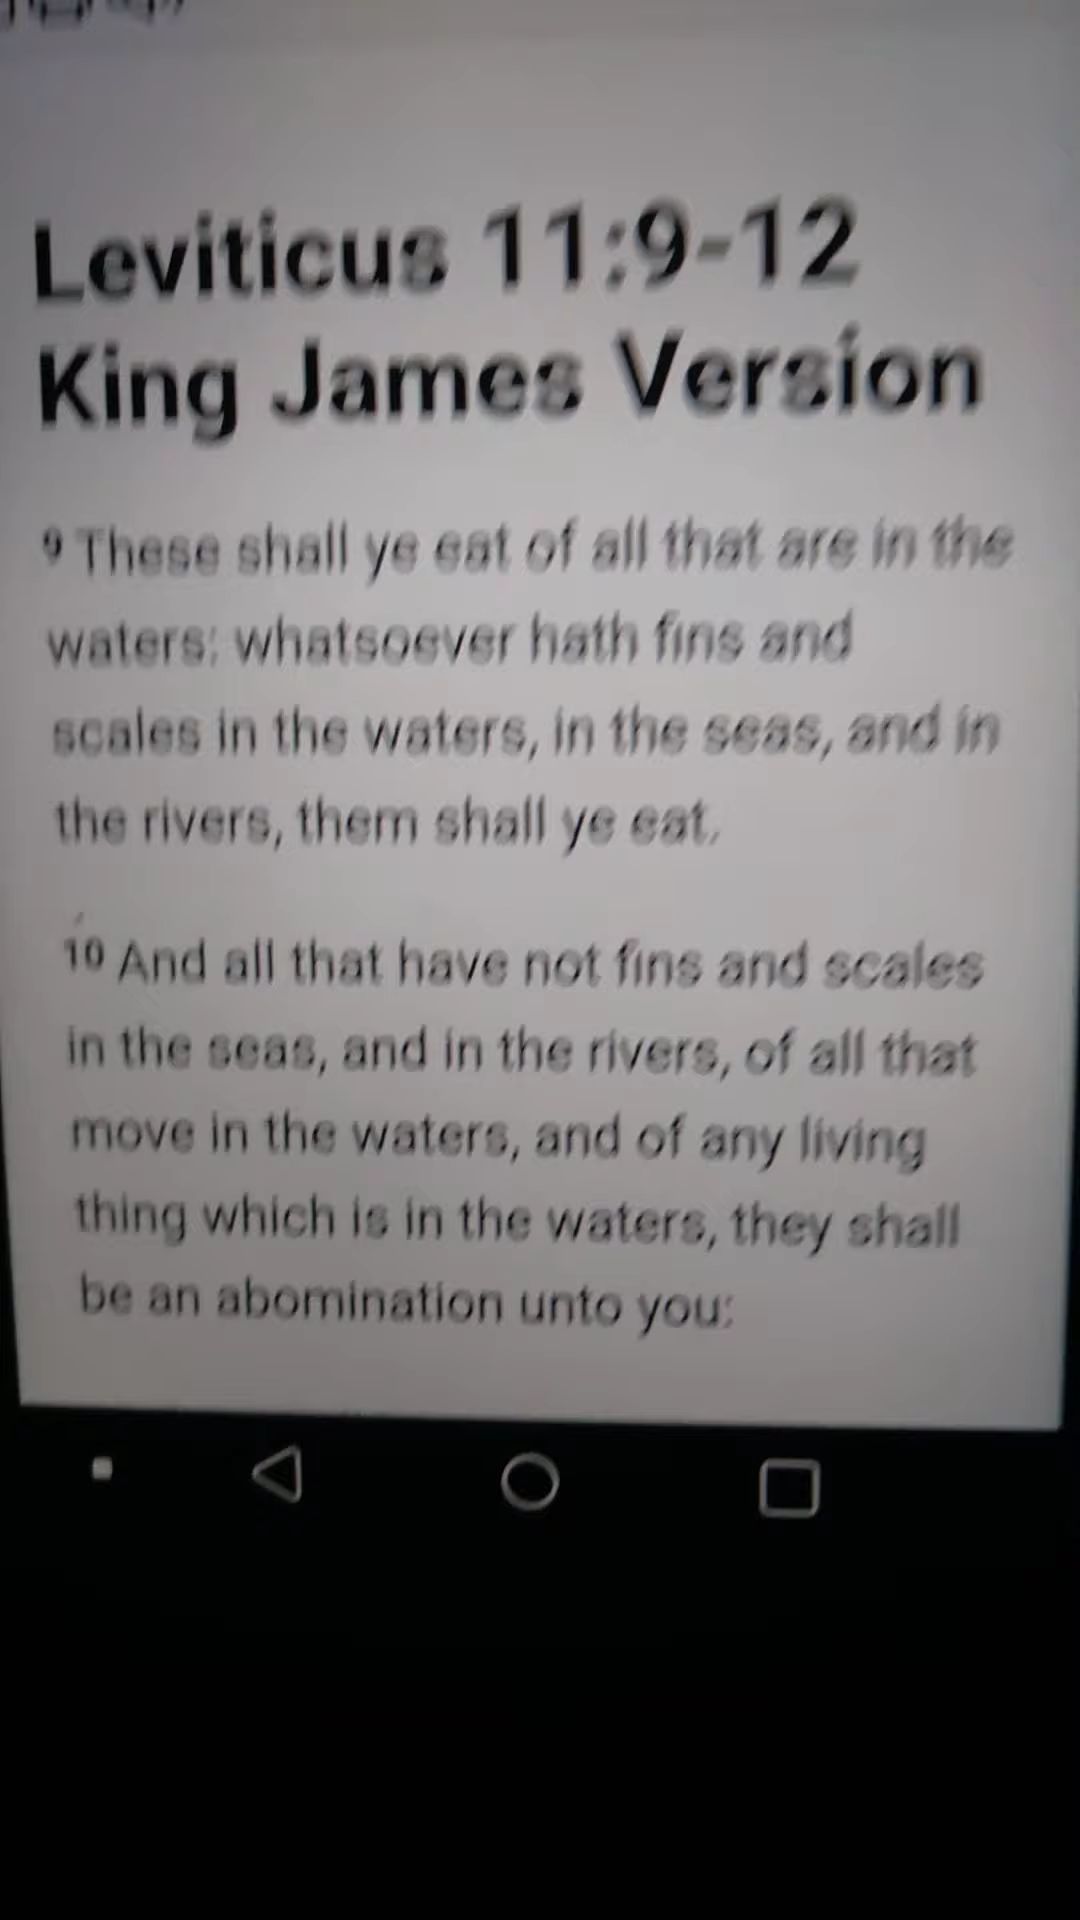 Leviticus 11:9-12
King James Version
9 These shall ye eat of all that are in the
waters: whatsoever hath fins and
scales in the waters, in the seas, and in
the rivers, them shall ye eat.
10 And all that have not fins and scales
in the seas, and in the rivers, of all that
move in the waters, and of any living
thing which is in the waters, they shall
be an abomination unto you: